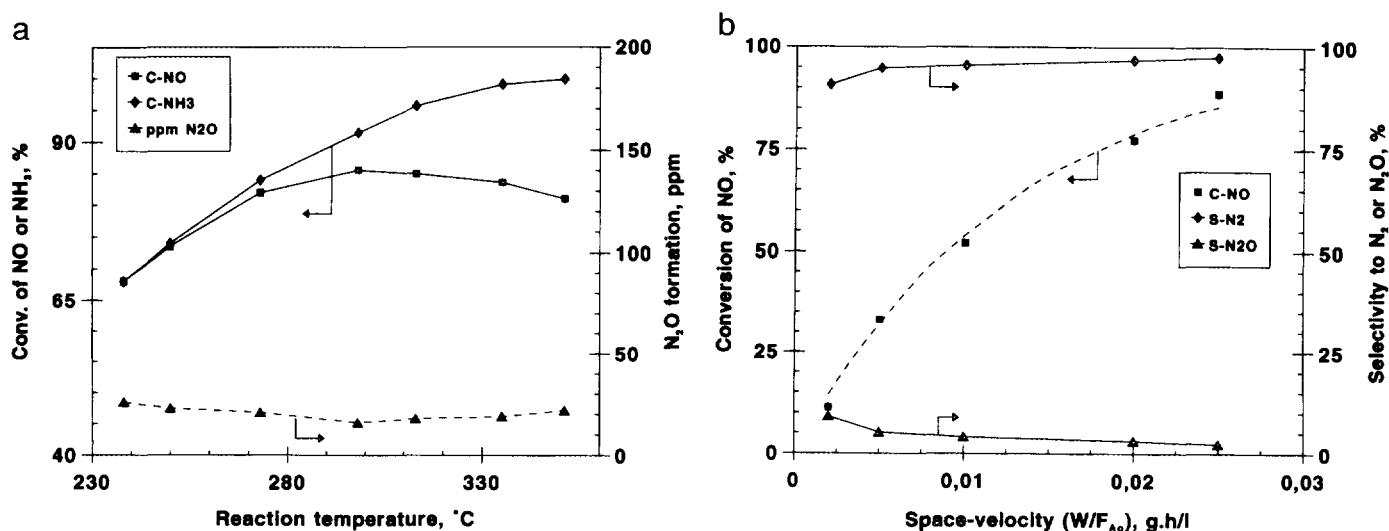 a
C-NO
C-NH3
ppm N2O
Conv. of NO or NH₃, %
90
65
40
200
150
100
50
0
N₂O formation, ppm
230
280
330
Reaction temperature, °C
b
100
75
50
25
0
Conversion of NO, %
C-NO
S-N2
S-N2O
100
75
50
25
0
Selectivity to N₂ or N₂O, %
0
0,01
0,02
0,03
Space-velocity (W/F_Ao), g.h/l